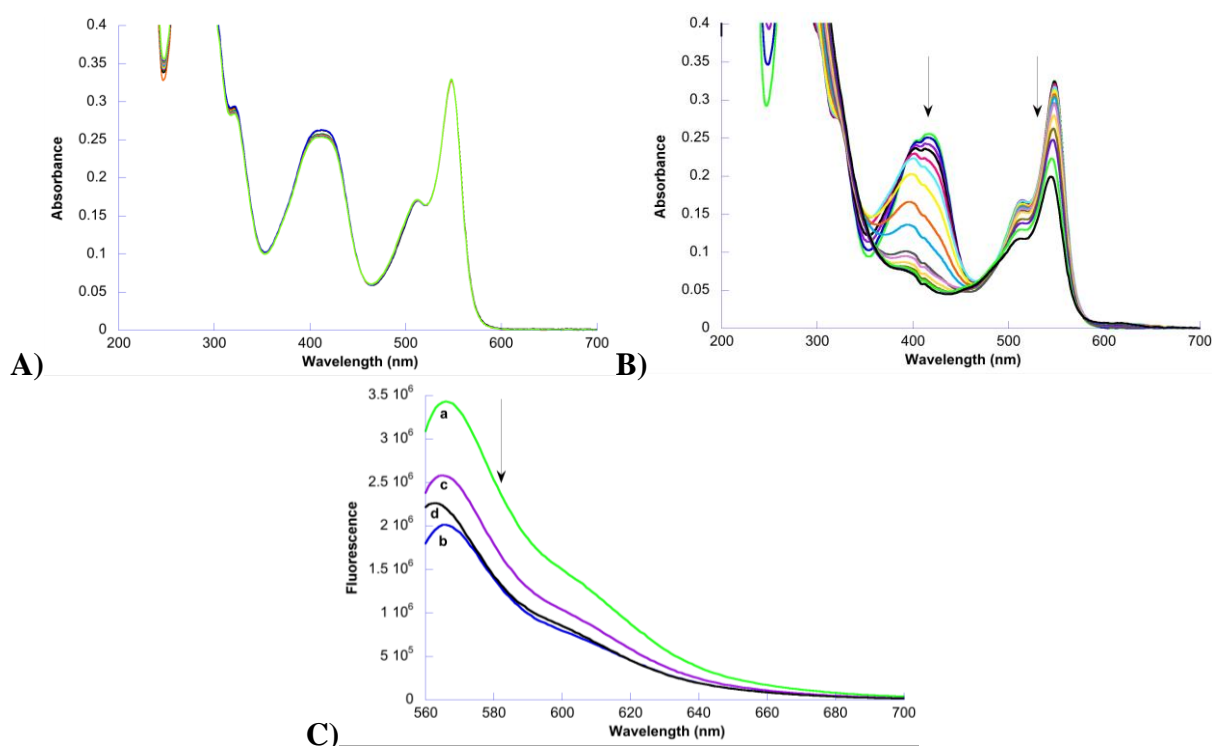 0.4
0.35
0.3
0.25
0.2
0.15
0.1
0.05
0
Absorbance
200 300 400 500 600 700
Wavelength (nm)
A)
0.4
0.35
0.3
0.25
0.2
0.15
0.1
0.05
0
Absorbance
200 300 400 500 600 700
Wavelength (nm)
B)
3.5 10⁶
3 10⁶
2.5 10⁶
2 10⁶
1.5 10⁶
1 10⁶
5 10⁵
0
Fluorescence
a
c
d
b
560 580 600 620 640 660 680 700
Wavelength (nm)
C)